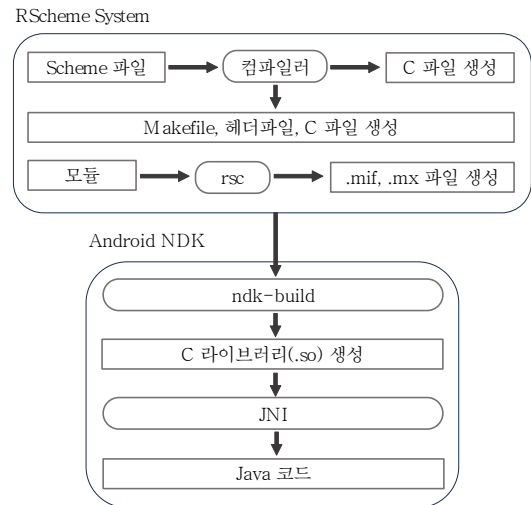 RScheme System
Scheme 파일
컴파일러
C 파일 생성
Makefile, 헤더파일, C 파일 생성
모듈
rsc
.mif, .mx 파일 생성
Android NDK
ndk-build
C 라이브러리(.so) 생성
JNI
Java 코드